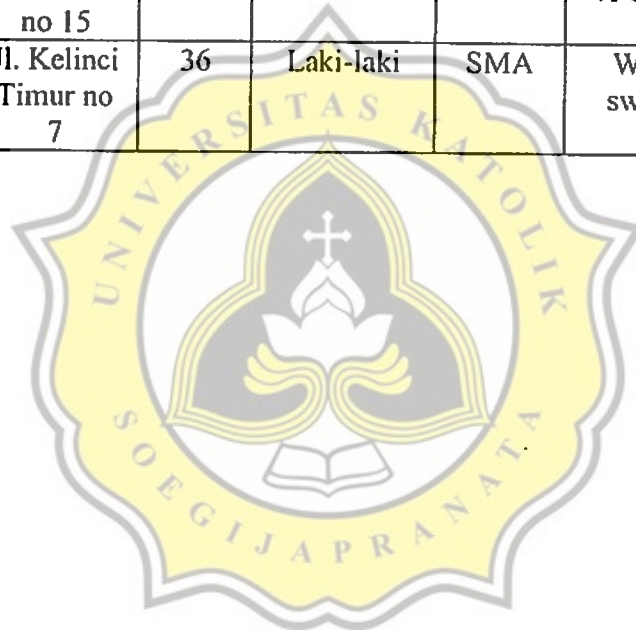 no 15
Jl. Kelinci 36 Laki-laki SMA
Timur no
7
UNIVERSITAS KATOLIK
SOEGIJAPRANATA